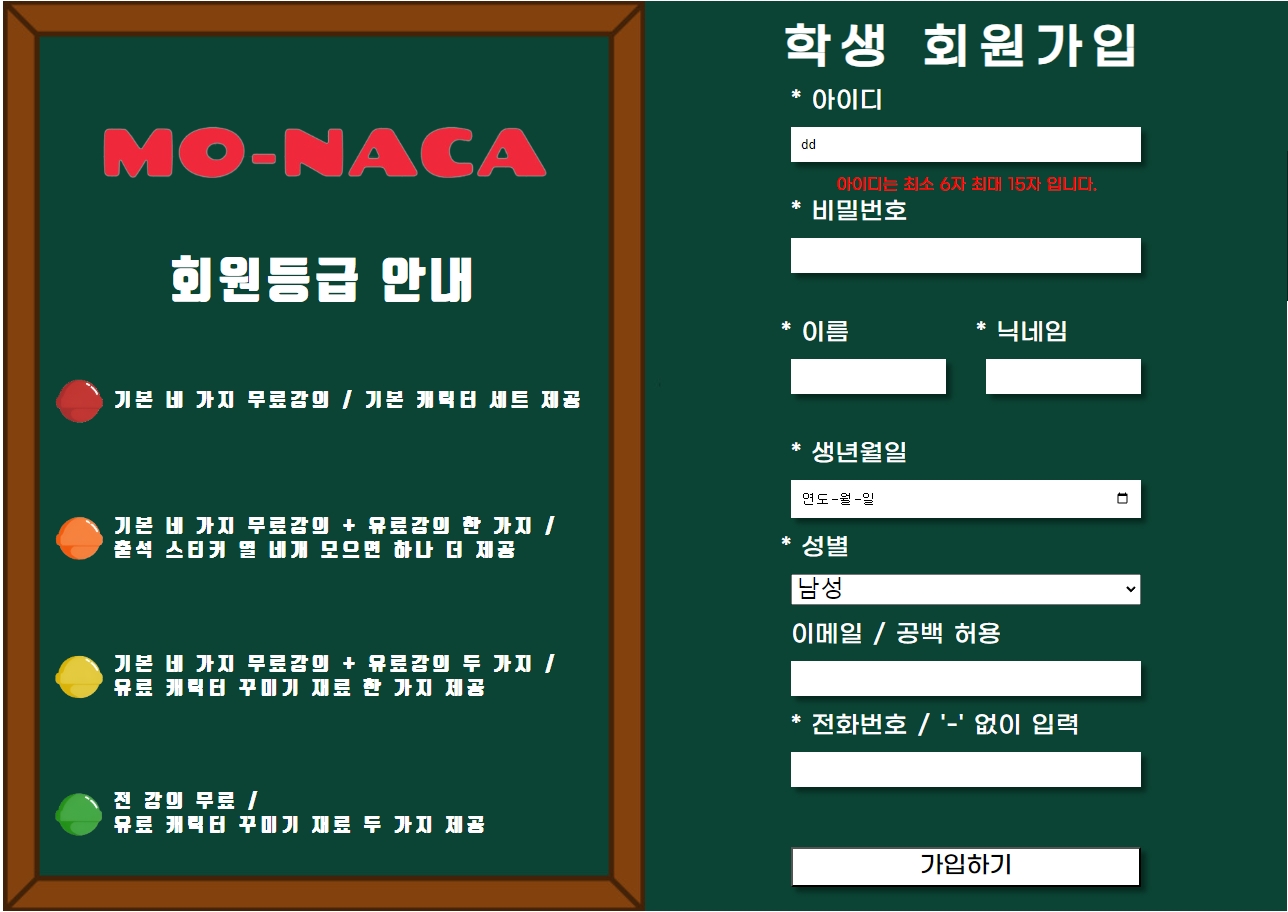 MO-NACA
회원등급 안내
기본 네 가지 무료강의 / 기본 캐릭터 세트 제공
기본 네 가지 무료강의 + 유료강의 한 가지 /
출석 스티커 열 네개 모으면 하나 더 제공
기본 네 가지 무료강의 + 유료강의 두 가지 /
유료 캐릭터 꾸미기 재료 한 가지 제공
전 강의 무료 /
유료 캐릭터 꾸미기 재료 두 가지 제공
학생 회원가입
* 아이디
dd
아이디는 최소 6자 최대 15자 입니다.
* 비밀번호
* 이름
* 닉네임
* 생년월일
연도-월-일
* 성별
남성
이메일 / 공백 허용
* 전화번호 / '-' 없이 입력
가입하기